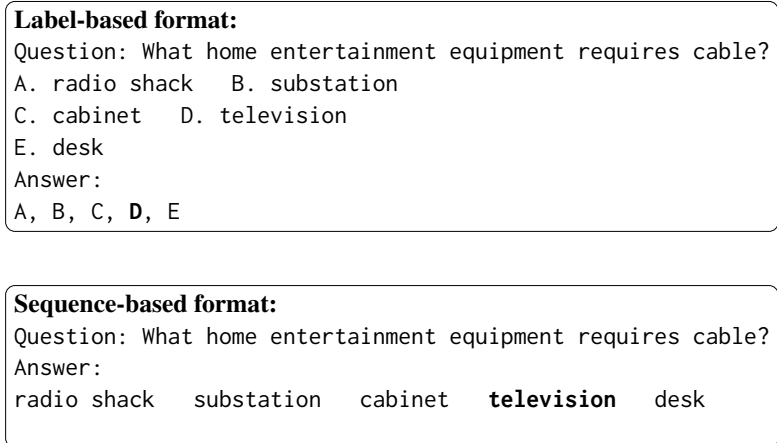 Label-based format:
Question: What home entertainment equipment requires cable?
A. radio shack   B. substation
C. cabinet   D. television
E. desk
Answer:
A, B, C, D, E
Sequence-based format:
Question: What home entertainment equipment requires cable?
Answer:
radio shack   substation   cabinet   television   desk